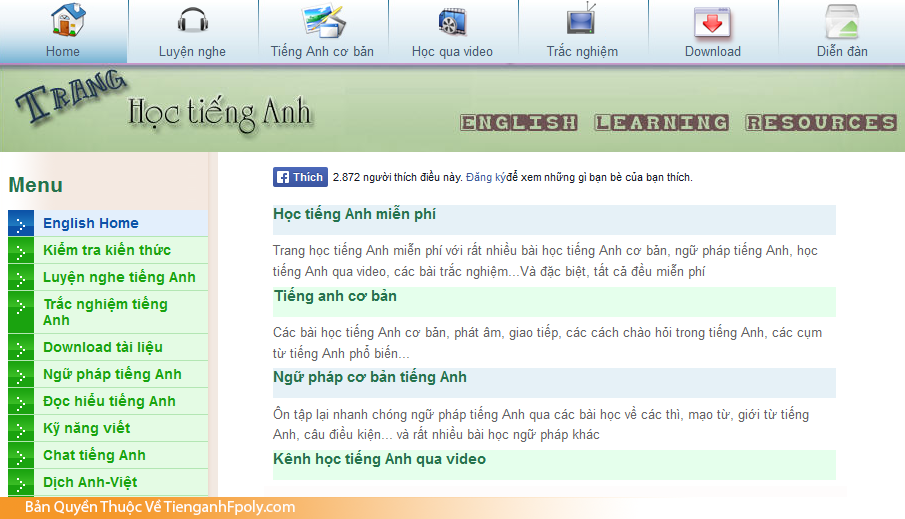 Home Luyện nghe Tiếng Anh cơ bản Học qua video Trắc nghiệm Download Diễn đàn
TRANG
Học tiếng Anh
ENGLISH LEARNING RESOURCES
Menu
English Home
Kiểm tra kiến thức
Luyện nghe tiếng Anh
Trắc nghiệm tiếng
Anh
Download tài liệu
Ngữ pháp tiếng Anh
Đọc hiểu tiếng Anh
Kỹ năng viết
Chat tiếng Anh
Dịch Anh-Việt
Thích 2.872 người thích điều này. Đăng kýđể xem những gì bạn bè của bạn thích.
Học tiếng Anh miễn phí
Trang học tiếng Anh miễn phí với rất nhiều bài học tiếng Anh cơ bản, ngữ pháp tiếng Anh, học
tiếng Anh qua video, các bài trắc nghiệm...Và đặc biệt, tất cả đều miễn phí
Tiếng anh cơ bản
Các bài học tiếng Anh cơ bản, phát âm, giao tiếp, các cách chào hỏi trong tiếng Anh, các cụm
từ tiếng Anh phổ biến...
Ngữ pháp cơ bản tiếng Anh
Ôn tập lại nhanh chóng ngữ pháp tiếng Anh qua các bài học về các thì, mạo từ, giới từ tiếng
Anh, câu điều kiện... và rất nhiều bài học ngữ pháp khác
Kênh học tiếng Anh qua video
Bản Quyền Thuộc Về TienganhFpoly.com